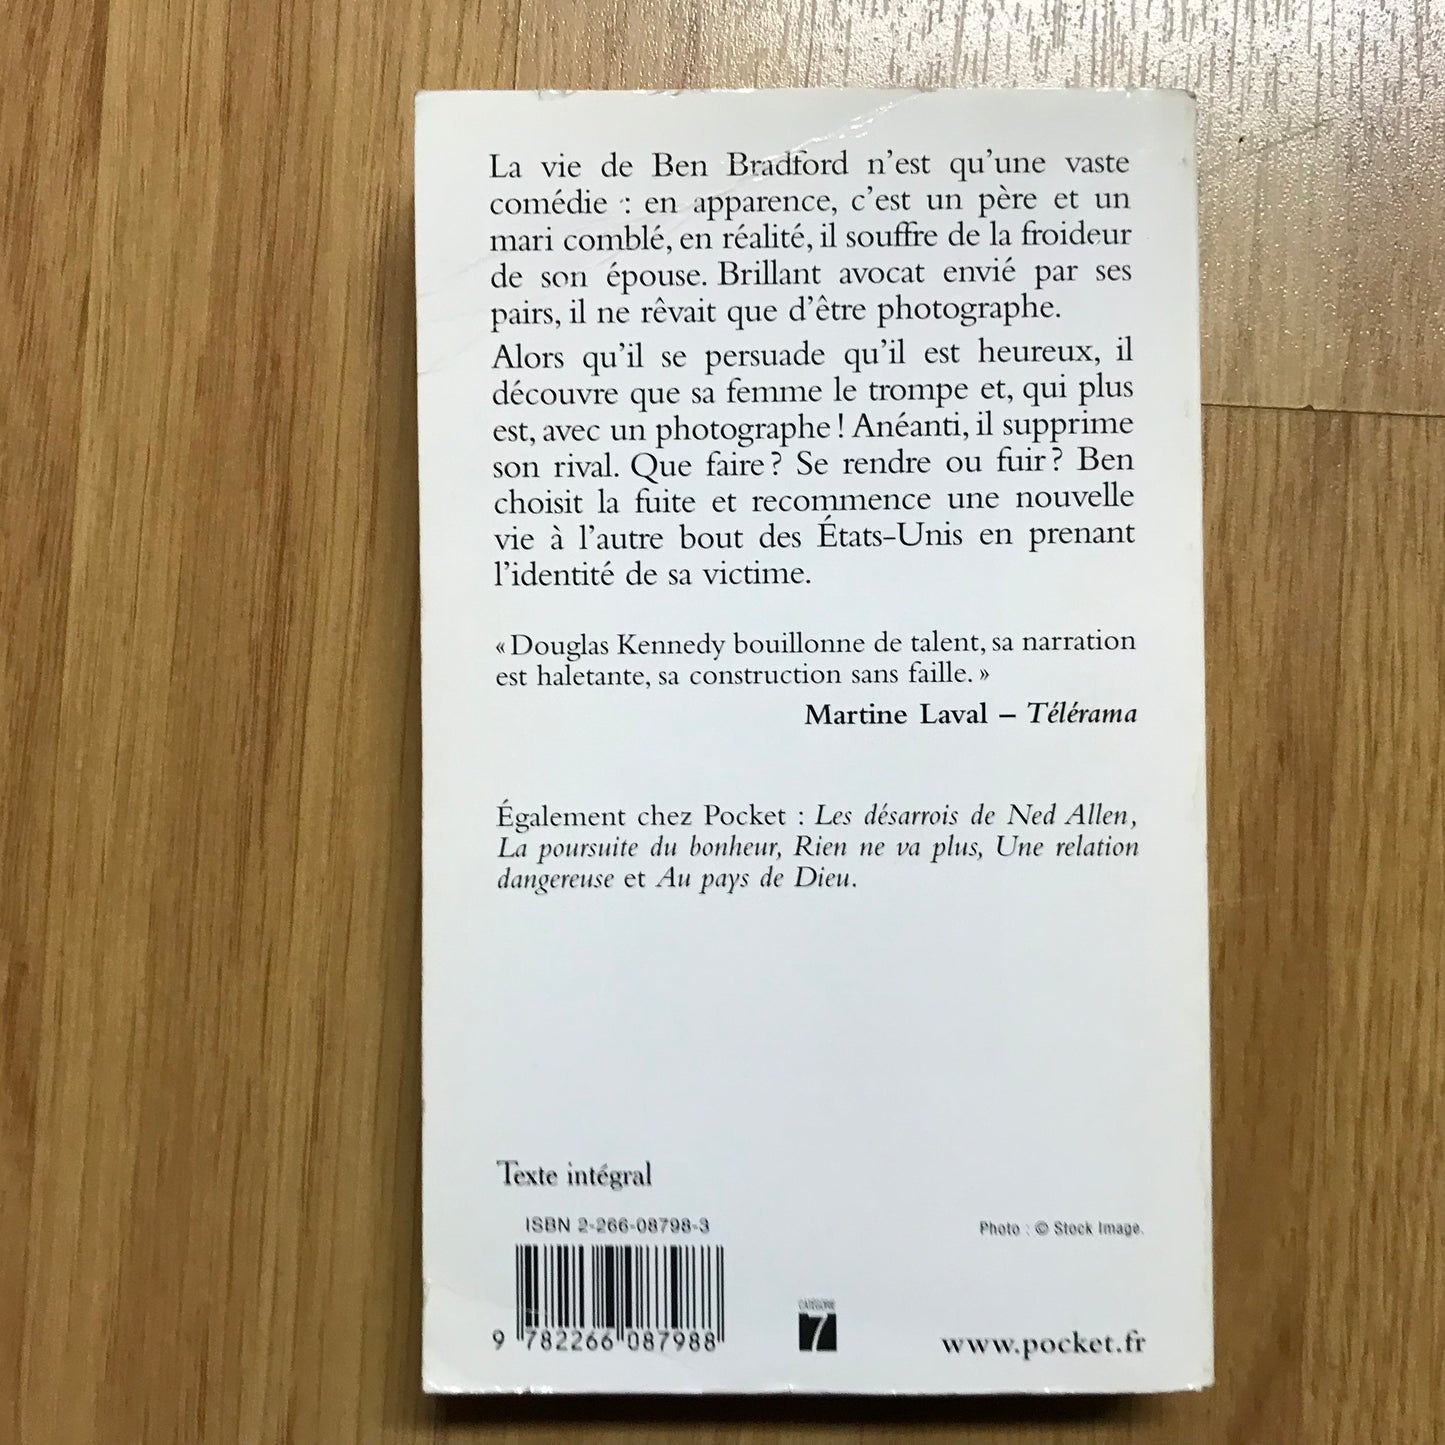 La vie de Ben Bradford n'est qu'une vaste
comédie : en apparence, c'est un père et un
mari comblé, en réalité, il souffre de la froideur
de son épouse. Brillant avocat envié par ses
pairs, il ne rêvait que d'être photographe.
Alors qu'il se persuade qu'il est heureux, il
découvre que sa femme le trompe et, qui plus
est, avec un photographe ! Anéanti, il supprime
son rival. Que faire ? Se rendre ou fuir ? Ben
choisit la fuite et recommence une nouvelle
vie à l'autre bout des États-Unis en prenant
l'identité de sa victime.
« Douglas Kennedy bouillonne de talent, sa narration
est haletante, sa construction sans faille. »
Martine Laval – Télérama
Également chez Pocket : Les désarrois de Ned Allen,
La poursuite du bonheur, Rien ne va plus, Une relation
dangereuse et Au pays de Dieu.
Texte intégral
ISBN 2-266-08798-3
Photo : © Stock Image.
9 782266 087988
CATÉGORIE
7
www.pocket.fr